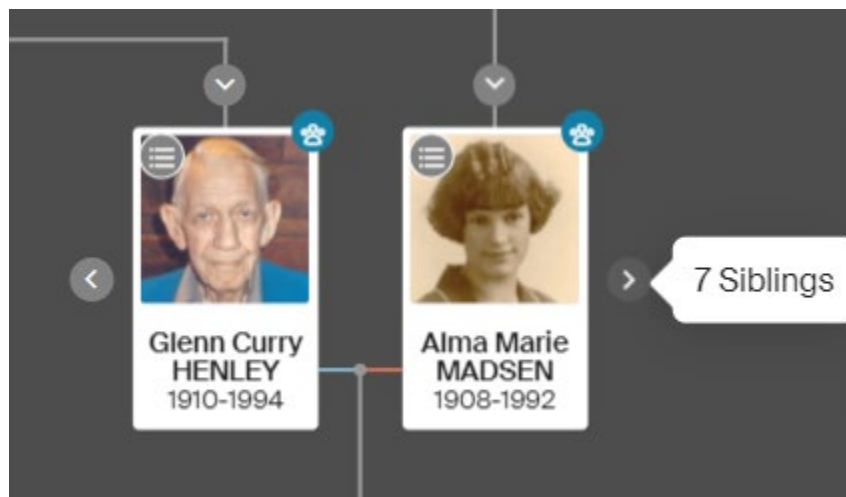 Glenn Curry
HENLEY
1910-1994
Alma Marie
MADSEN
1908-1992
7 Siblings